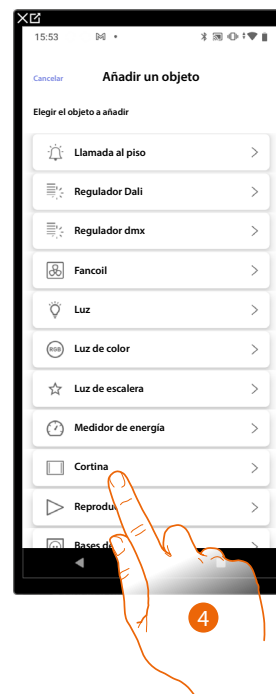 15:53
Cancelar Añadir un objeto
Elegir el objeto a añadir
Llamada al piso
Regulador Dali
Regulador dmx
Fancoil
Luz
RGB Luz de color
Luz de escalera
Medidor de energía
Cortina
Bases
4